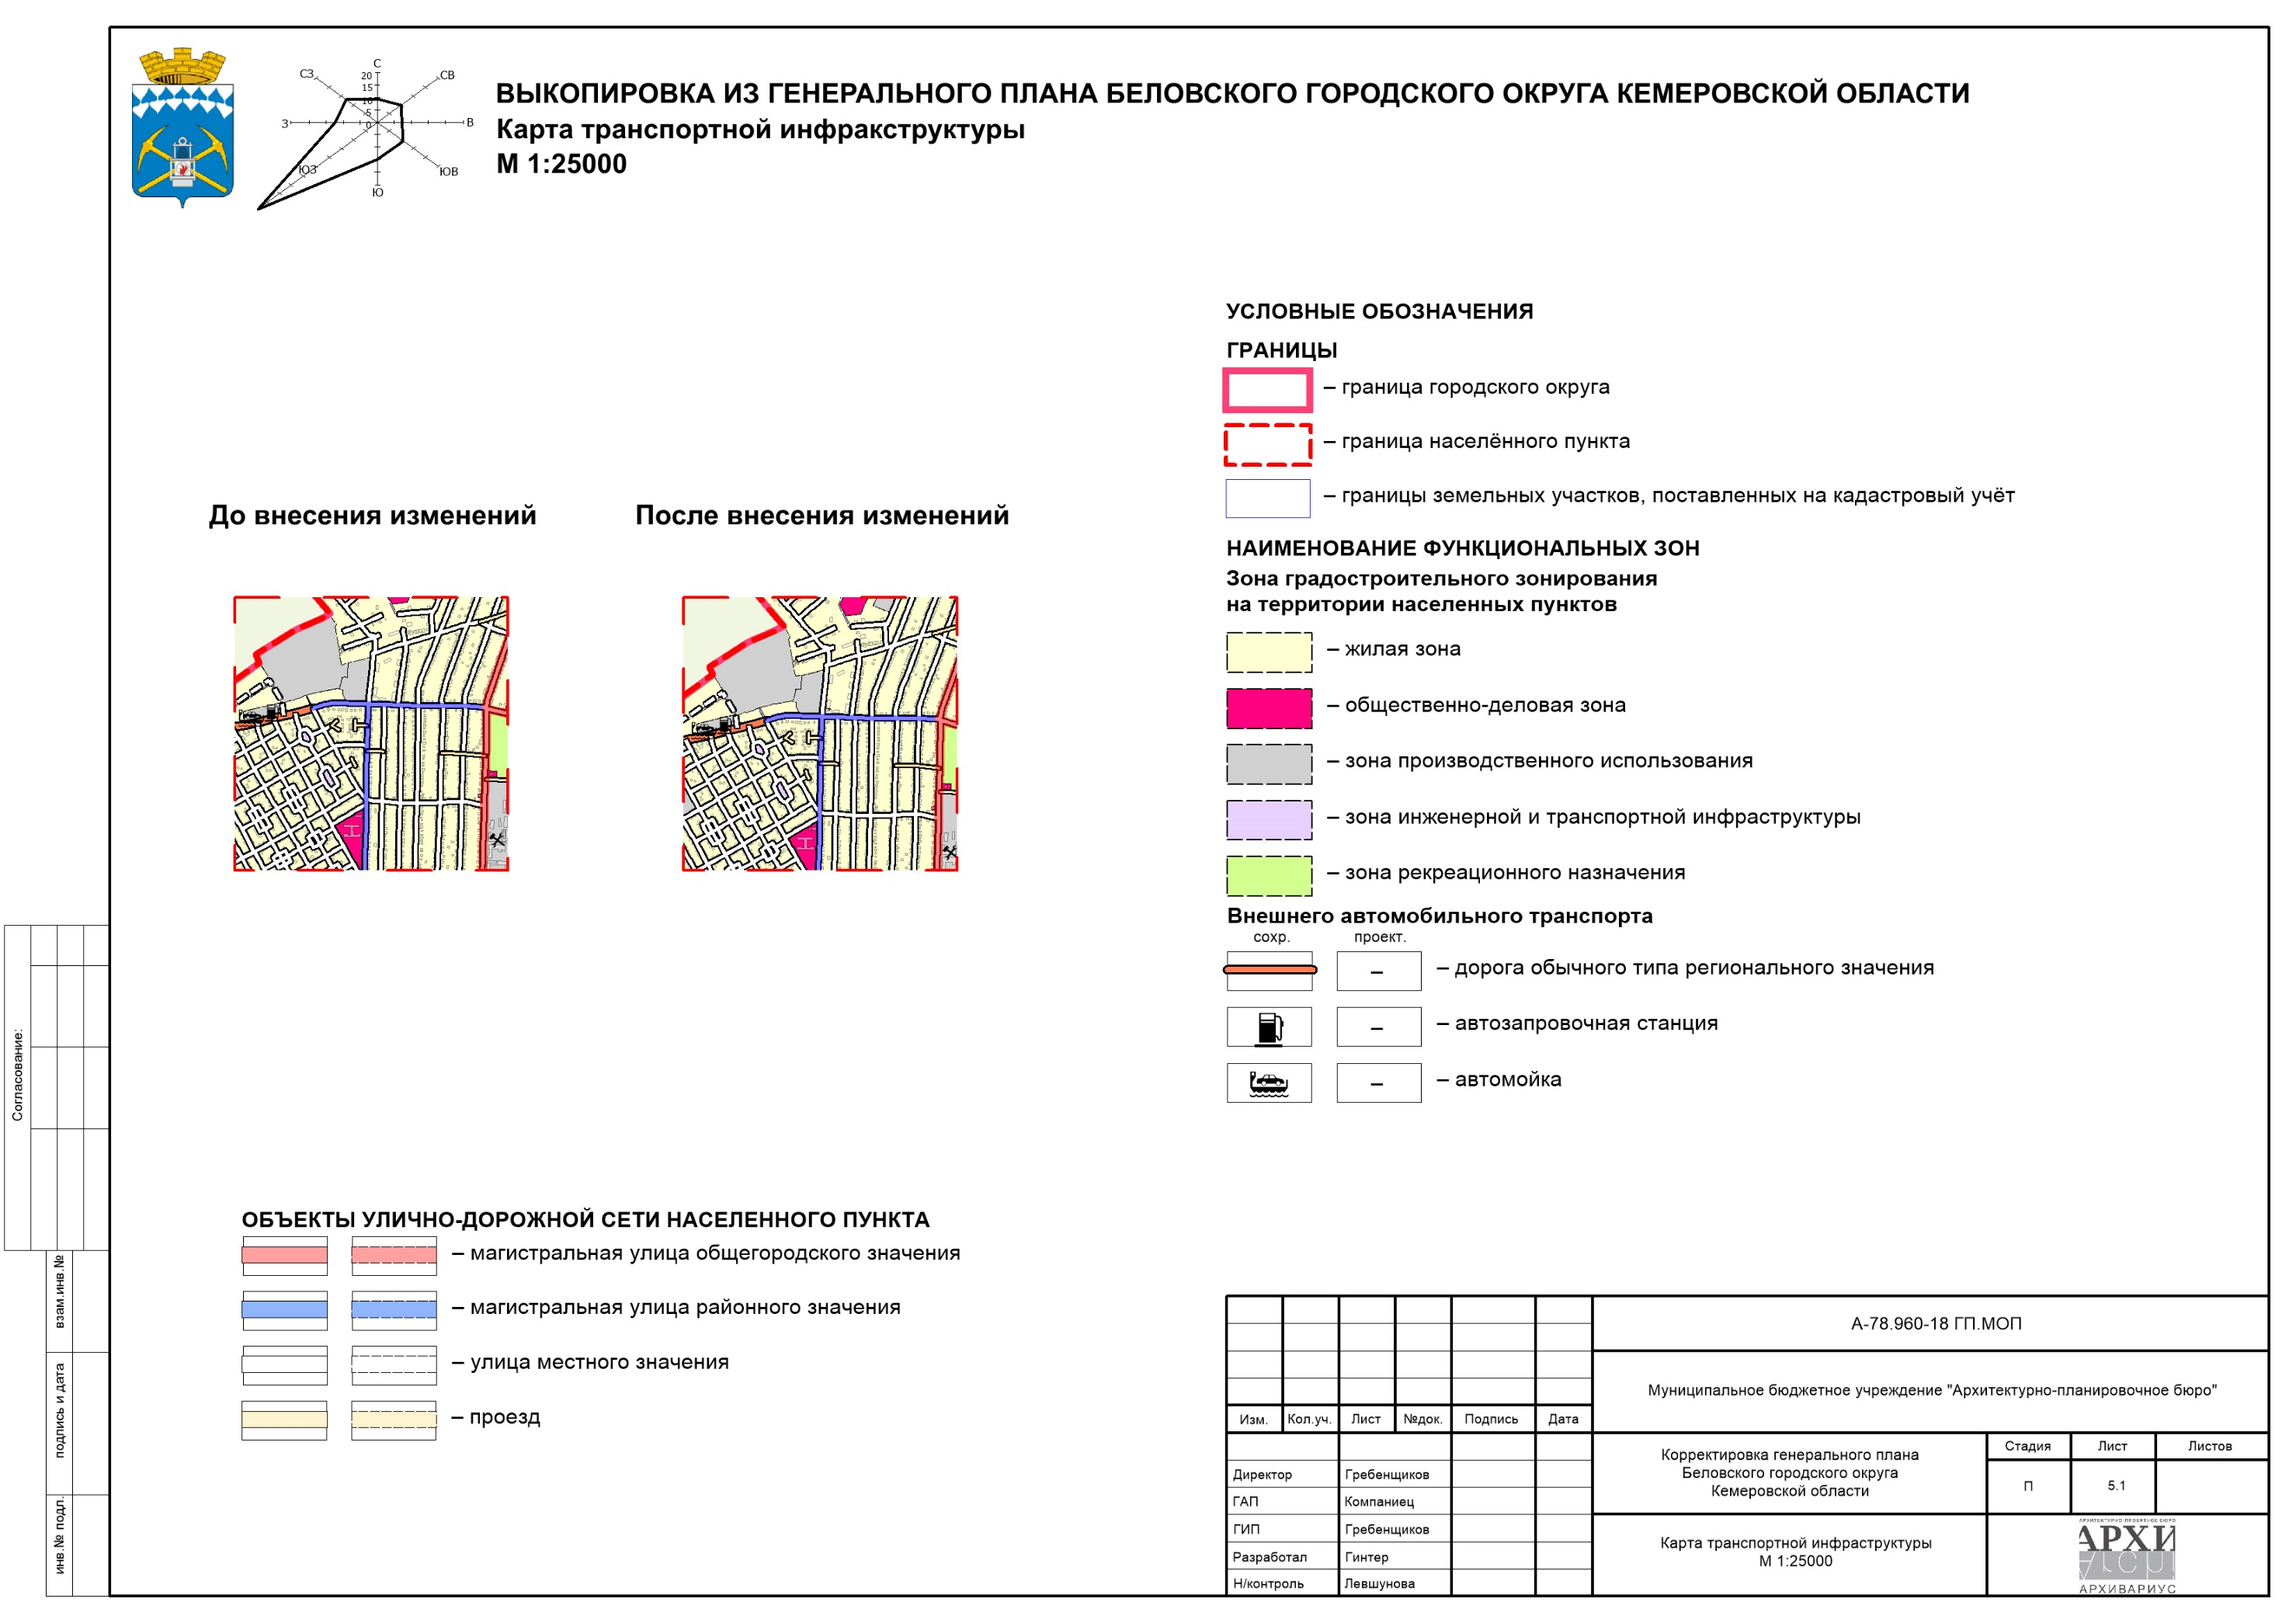 ВЫКОПИРОВКА ИЗ ГЕНЕРАЛЬНОГО ПЛАНА БЕЛОВСКОГО ГОРОДСКОГО ОКРУГА КЕМЕРОВСКОЙ ОБЛАСТИ
Карта транспортной инфракструктуры
М 1:25000
С
СВ
В
ЮВ
Ю
ЮЗ
З
СЗ
20
15
10
5
0
До внесения изменений
После внесения изменений
УСЛОВНЫЕ ОБОЗНАЧЕНИЯ
ГРАНИЦЫ
– граница городского округа
– граница населённого пункта
– границы земельных участков, поставленных на кадастровый учёт
НАИМЕНОВАНИЕ ФУНКЦИОНАЛЬНЫХ ЗОН
Зона градостроительного зонирования
на территории населенных пунктов
– жилая зона
– общественно-деловая зона
– зона производственного использования
– зона инженерной и транспортной инфраструктуры
– зона рекреационного назначения
Внешнего автомобильного транспорта
сохр. проект.
– – дорога обычного типа регионального значения
– – автозапровочная станция
– – автомойка
ОБЪЕКТЫ УЛИЧНО-ДОРОЖНОЙ СЕТИ НАСЕЛЕННОГО ПУНКТА
– магистральная улица общегородского значения
– магистральная улица районного значения
– улица местного значения
– проезд
Согласование:
взам.инв.№
подпись и дата
инв.№ подл.
А-78.960-18 ГП.МОП
Муниципальное бюджетное учреждение "Архитектурно-планировочное бюро"
Изм. Кол.уч. Лист №док. Подпись Дата
Корректировка генерального плана
Беловского городского округа
Кемеровской области
Стадия Лист Листов
П 5.1
Директор Гребенщиков
ГАП Компаниец
ГИП Гребенщиков
Разработал Гинтер
Н/контроль Левшунова
Карта транспортной инфраструктуры
М 1:25000
АРХИТЕКТУРНО-ПРОЕКТНОЕ БЮРО
АРХИ
АРХИВАРИУС